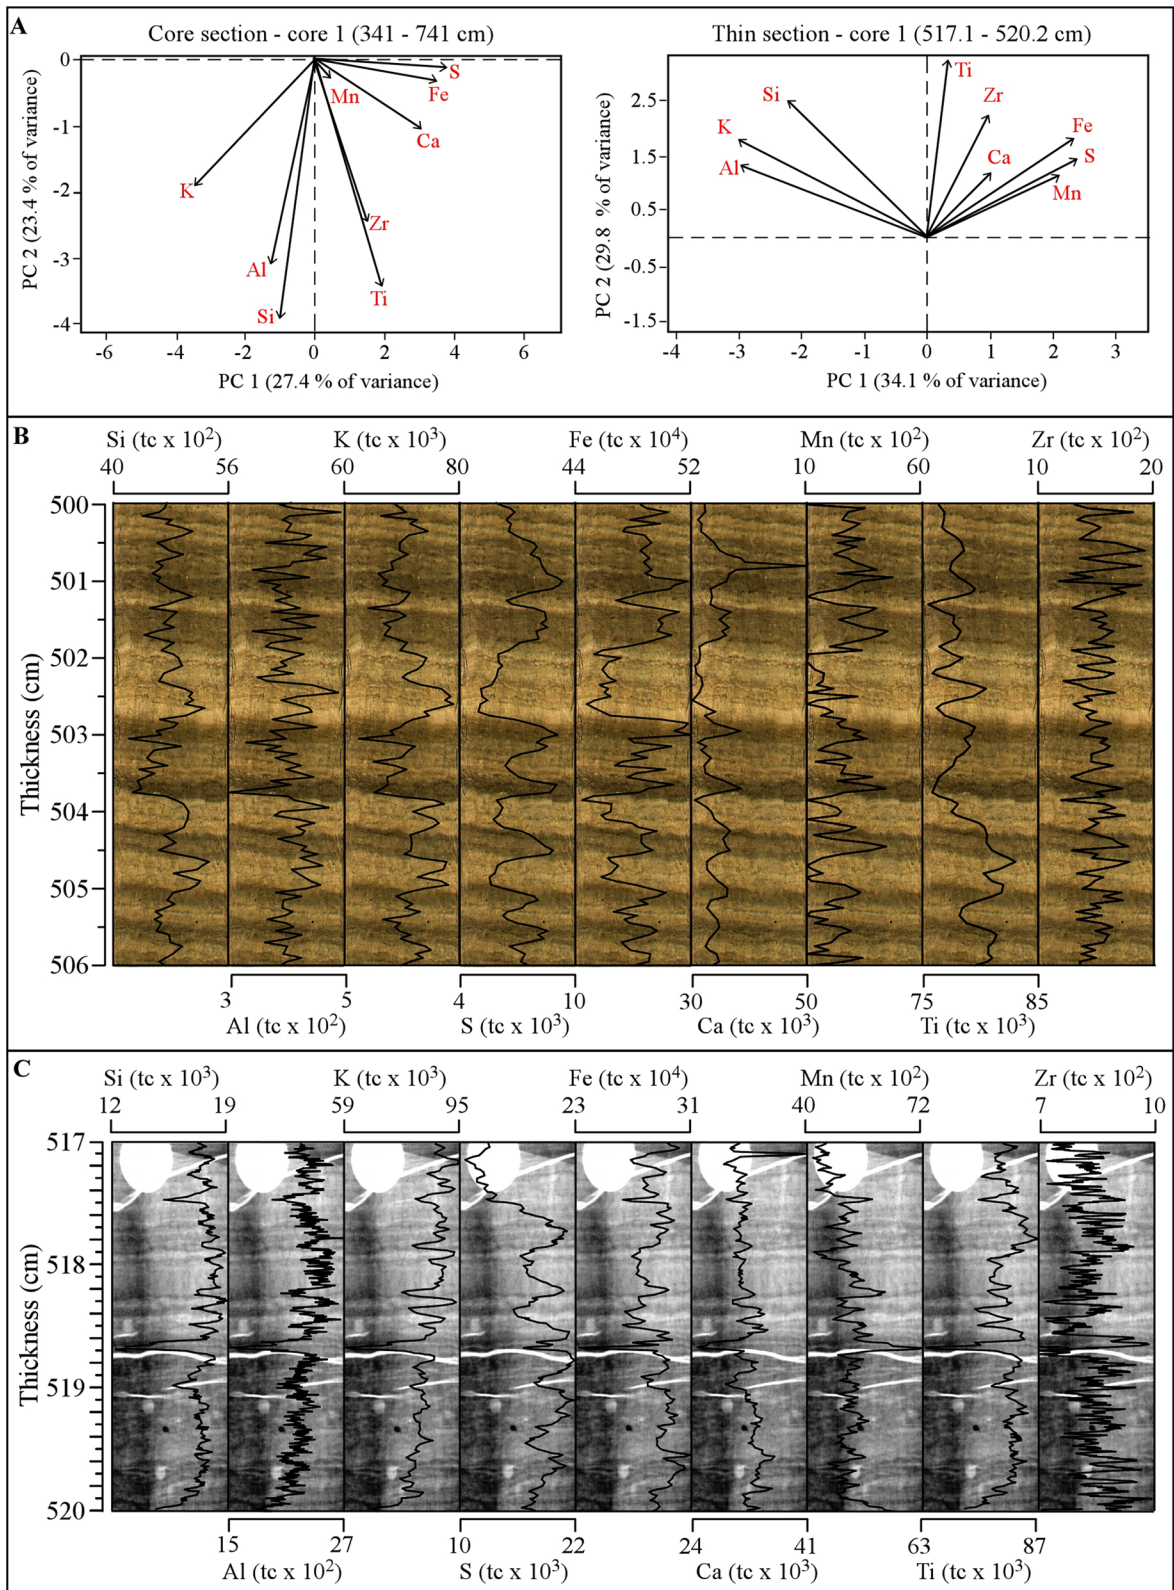 A
Core section - core 1 (341 - 741 cm)
Thin section - core 1 (517.1 - 520.2 cm)
PC 2 (23.4 % of variance)
0
-1
-2
-3
-4
S
Fe
Mn
Ca
K
Zr
Al
Ti
Si
-6 -4 -2 0 2 4 6
PC 1 (27.4 % of variance)
PC 2 (29.8 % of variance)
2.5
1.5
0.5
-0.5
-1.5
Ti
Si
Zr
K
Fe
Al
Ca
S
Mn
-4 -3 -2 -1 0 1 2 3
PC 1 (34.1 % of variance)
B
Si (tc x 10²) K (tc x 10³) Fe (tc x 10⁴) Mn (tc x 10²) Zr (tc x 10²)
40 56 60 80 44 52 10 60 10 20
Thickness (cm)
500
501
502
503
504
505
506
3 5 4 10 30 50 75 85
Al (tc x 10²) S (tc x 10³) Ca (tc x 10³) Ti (tc x 10³)
C
Si (tc x 10³) K (tc x 10³) Fe (tc x 10⁴) Mn (tc x 10²) Zr (tc x 10²)
12 19 59 95 23 31 40 72 7 10
Thickness (cm)
517
518
519
520
15 27 10 22 24 41 63 87
Al (tc x 10²) S (tc x 10³) Ca (tc x 10³) Ti (tc x 10³)